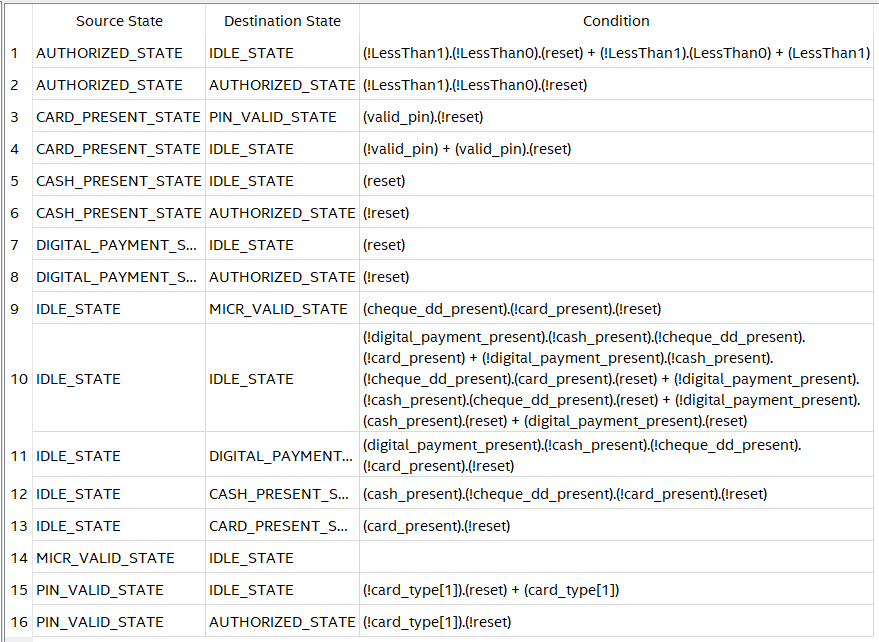 Source State Destination State Condition
1 AUTHORIZED_STATE IDLE_STATE (!LessThan1).(!LessThan0).(reset) + (!LessThan1).(LessThan0) + (LessThan1)
2 AUTHORIZED_STATE AUTHORIZED_STATE (!LessThan1).(!LessThan0).(!reset)
3 CARD_PRESENT_STATE PIN_VALID_STATE (valid_pin).(!reset)
4 CARD_PRESENT_STATE IDLE_STATE (!valid_pin) + (valid_pin).(reset)
5 CASH_PRESENT_STATE IDLE_STATE (reset)
6 CASH_PRESENT_STATE AUTHORIZED_STATE (!reset)
7 DIGITAL_PAYMENT_S... IDLE_STATE (reset)
8 DIGITAL_PAYMENT_S... AUTHORIZED_STATE (!reset)
9 IDLE_STATE MICR_VALID_STATE (cheque_dd_present).(!card_present).(!reset)
(!digital_payment_present).(!cash_present).(!cheque_dd_present).
(!card_present) + (!digital_payment_present).(!cash_present).
10 IDLE_STATE IDLE_STATE (!cheque_dd_present).(card_present).(reset) + (!digital_payment_present).
(!cash_present).(cheque_dd_present).(reset) + (!digital_payment_present).
(cash_present).(reset) + (digital_payment_present).(reset)
11 IDLE_STATE DIGITAL_PAYMENT... (digital_payment_present).(!cash_present).(!cheque_dd_present).
(!card_present).(!reset)
12 IDLE_STATE CASH_PRESENT_S... (cash_present).(!cheque_dd_present).(!card_present).(!reset)
13 IDLE_STATE CARD_PRESENT_S... (card_present).(!reset)
14 MICR_VALID_STATE IDLE_STATE
15 PIN_VALID_STATE IDLE_STATE (!card_type[1]).(reset) + (card_type[1])
16 PIN_VALID_STATE AUTHORIZED_STATE (!card_type[1]).(!reset)